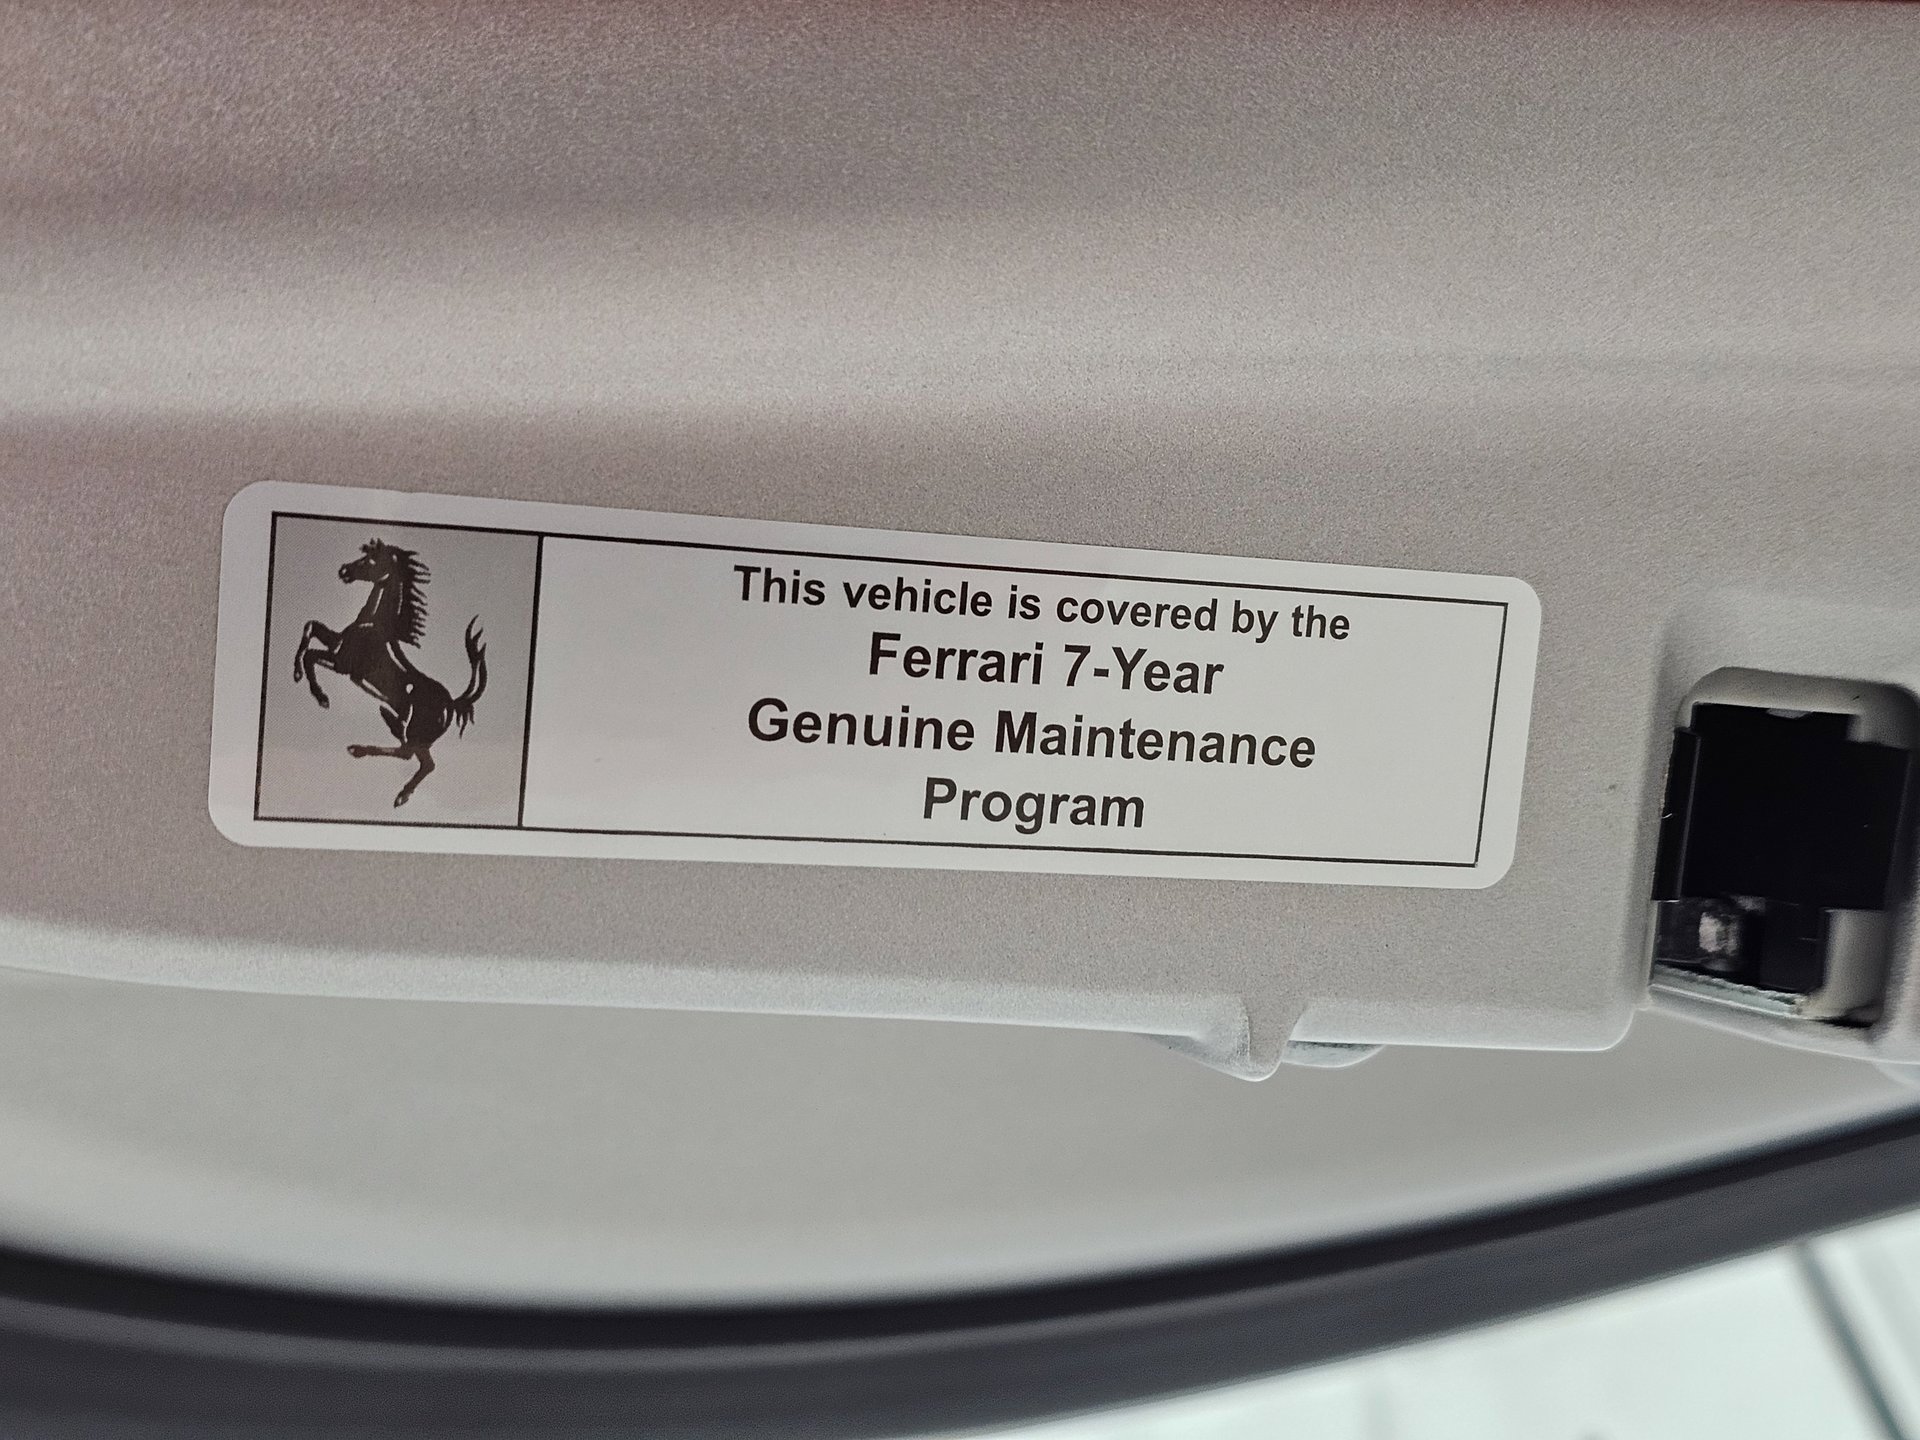 This vehicle is covered by the
Ferrari 7-Year
Genuine Maintenance
Program